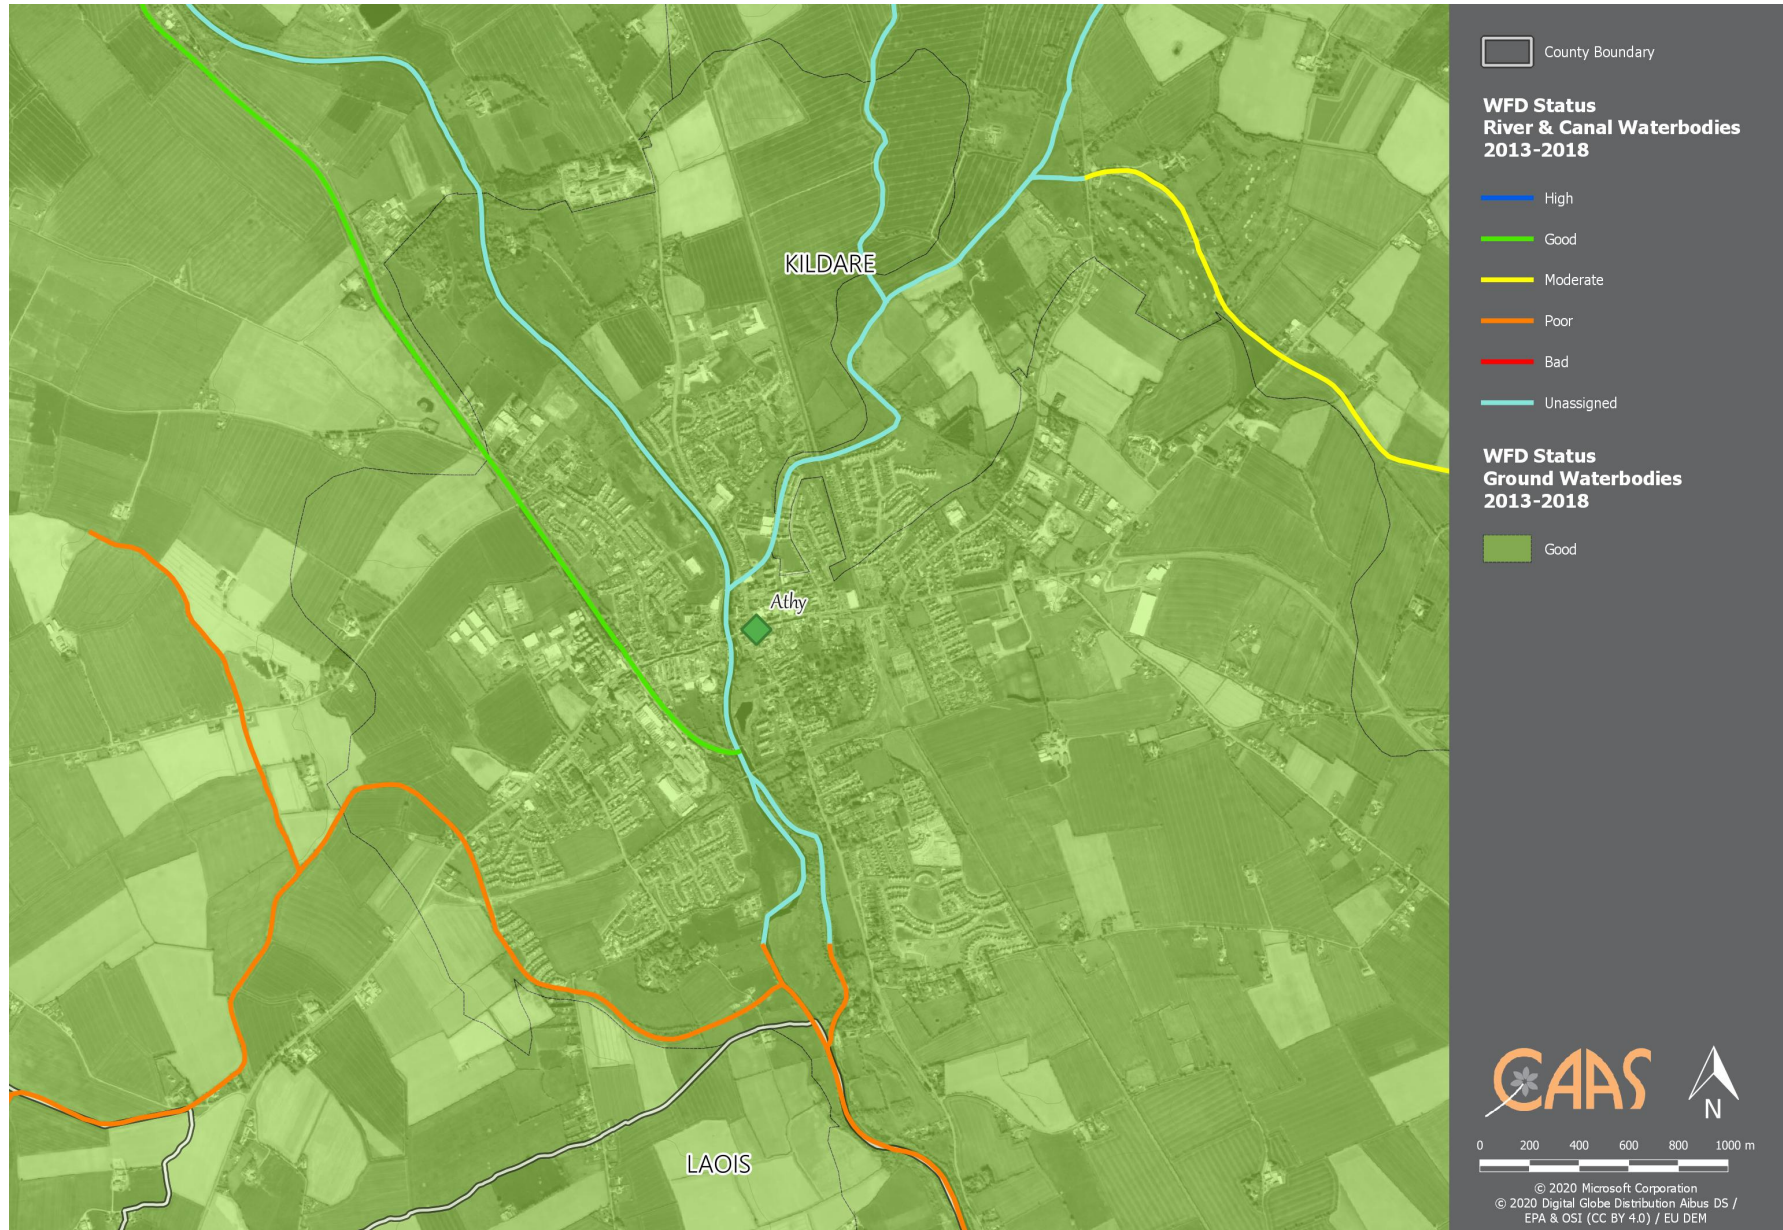 KILDARE
Athy
LAOIS
County Boundary
WFD Status
River & Canal Waterbodies
2013-2018
High
Good
Moderate
Poor
Bad
Unassigned
WFD Status
Ground Waterbodies
2013-2018
Good
CAAS
N
0 200 400 600 800 1000 m
© 2020 Microsoft Corporation
© 2020 Digital Globe Distribution Aibus DS /
EPA & OSI (CC BY 4.0) / EU DEM